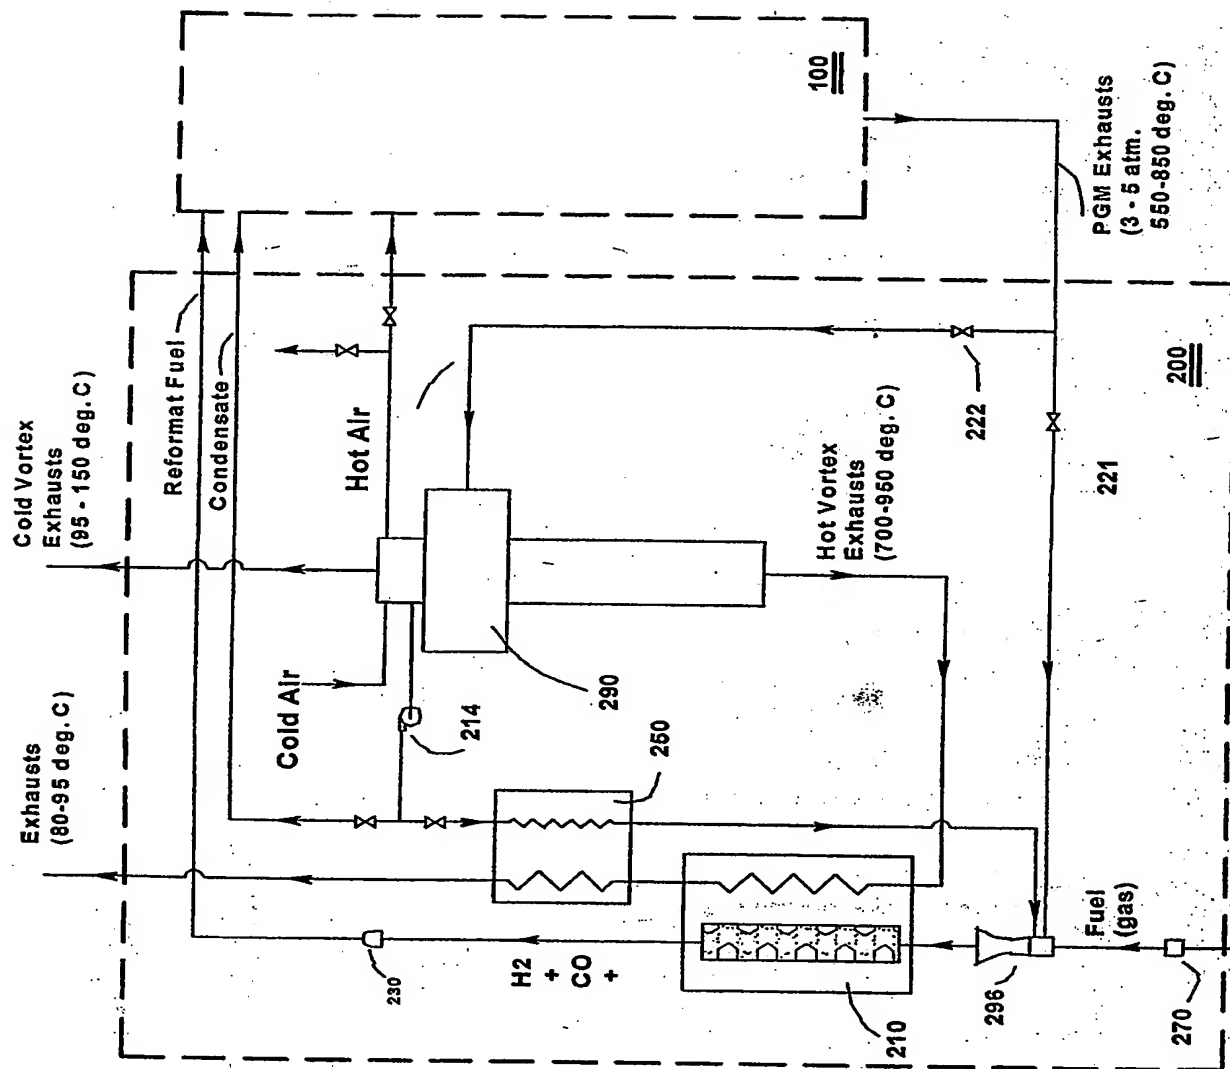 Exhausts
(80-95 deg. C)
Cold Vortex
Exhausts
(95 - 150 deg. C)
Reformat Fuel
Condensate
Hot Air
Cold Air
100
PGM Exhausts
(3 - 5 atm.
550-850 deg. C)
200
222
221
Hot Vortex
Exhausts
(700-950 deg. C)
290
214
250
230
H2
+
CO
+
210
296
Fuel
(gas)
270